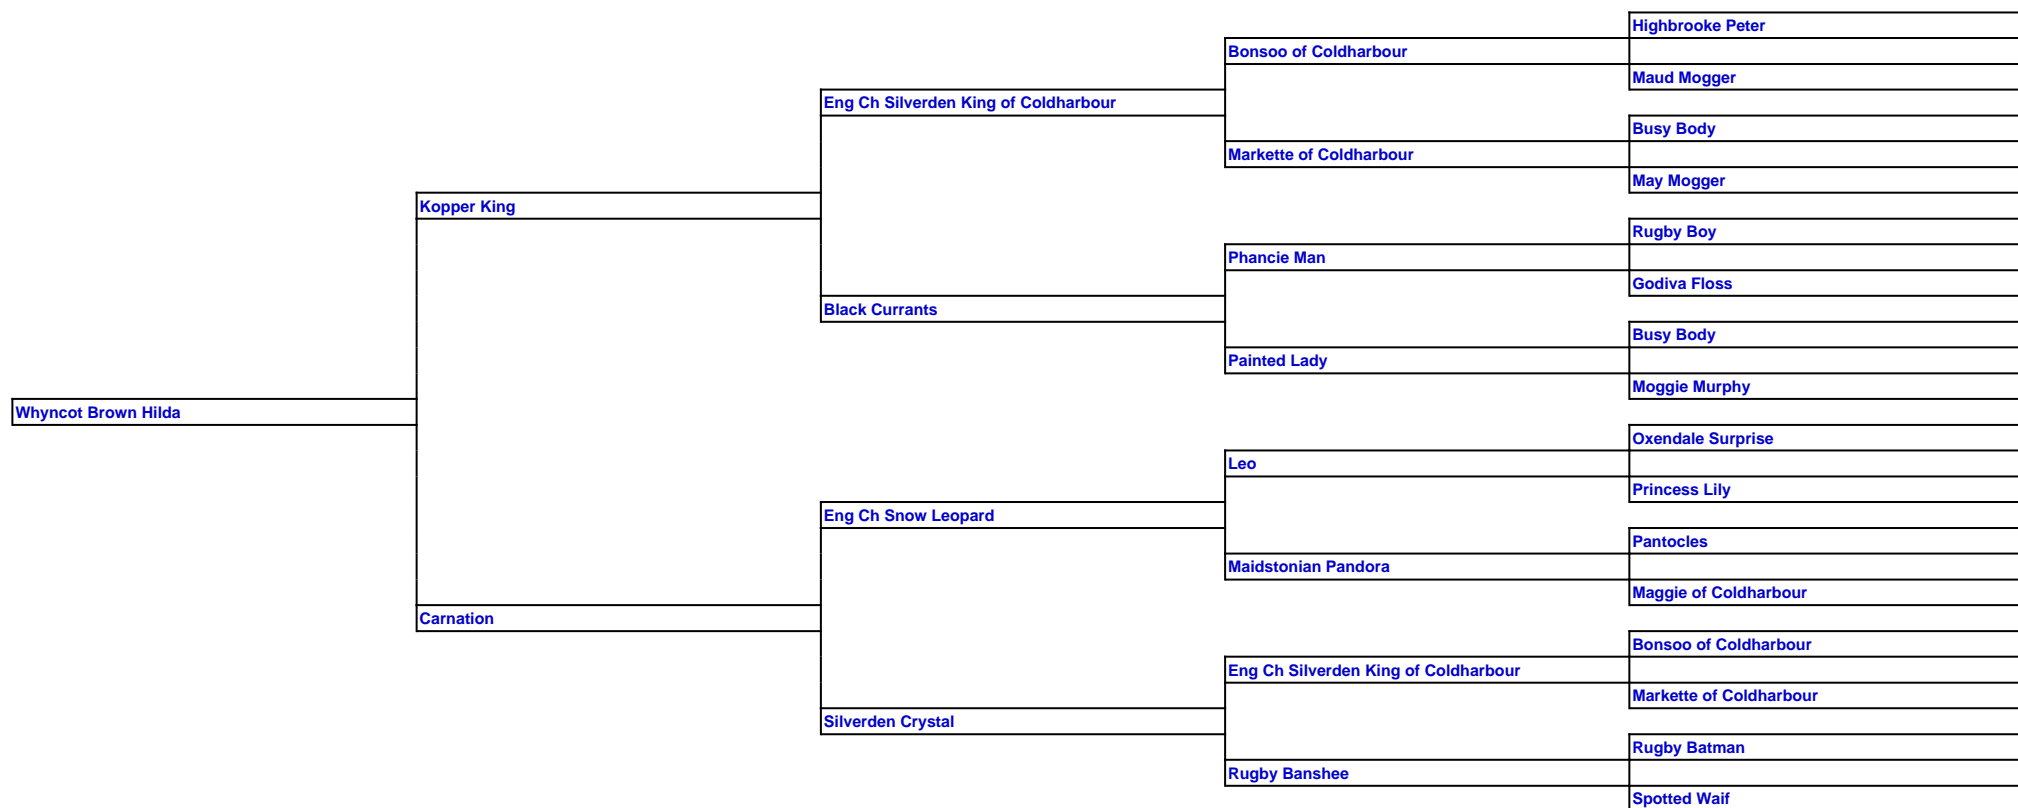 Highbrooke Peter
Bonsoo of Coldharbour
Maud Mogger
Eng Ch Silverden King of Coldharbour
Busy Body
Markette of Coldharbour
May Mogger
Kopper King
Rugby Boy
Phancie Man
Godiva Floss
Black Currants
Busy Body
Painted Lady
Moggie Murphy
Whyncot Brown Hilda
Oxendale Surprise
Leo
Princess Lily
Eng Ch Snow Leopard
Pantocles
Maidstonian Pandora
Maggie of Coldharbour
Carnation
Bonsoo of Coldharbour
Eng Ch Silverden King of Coldharbour
Markette of Coldharbour
Silverden Crystal
Rugby Batman
Rugby Banshee
Spotted Waif